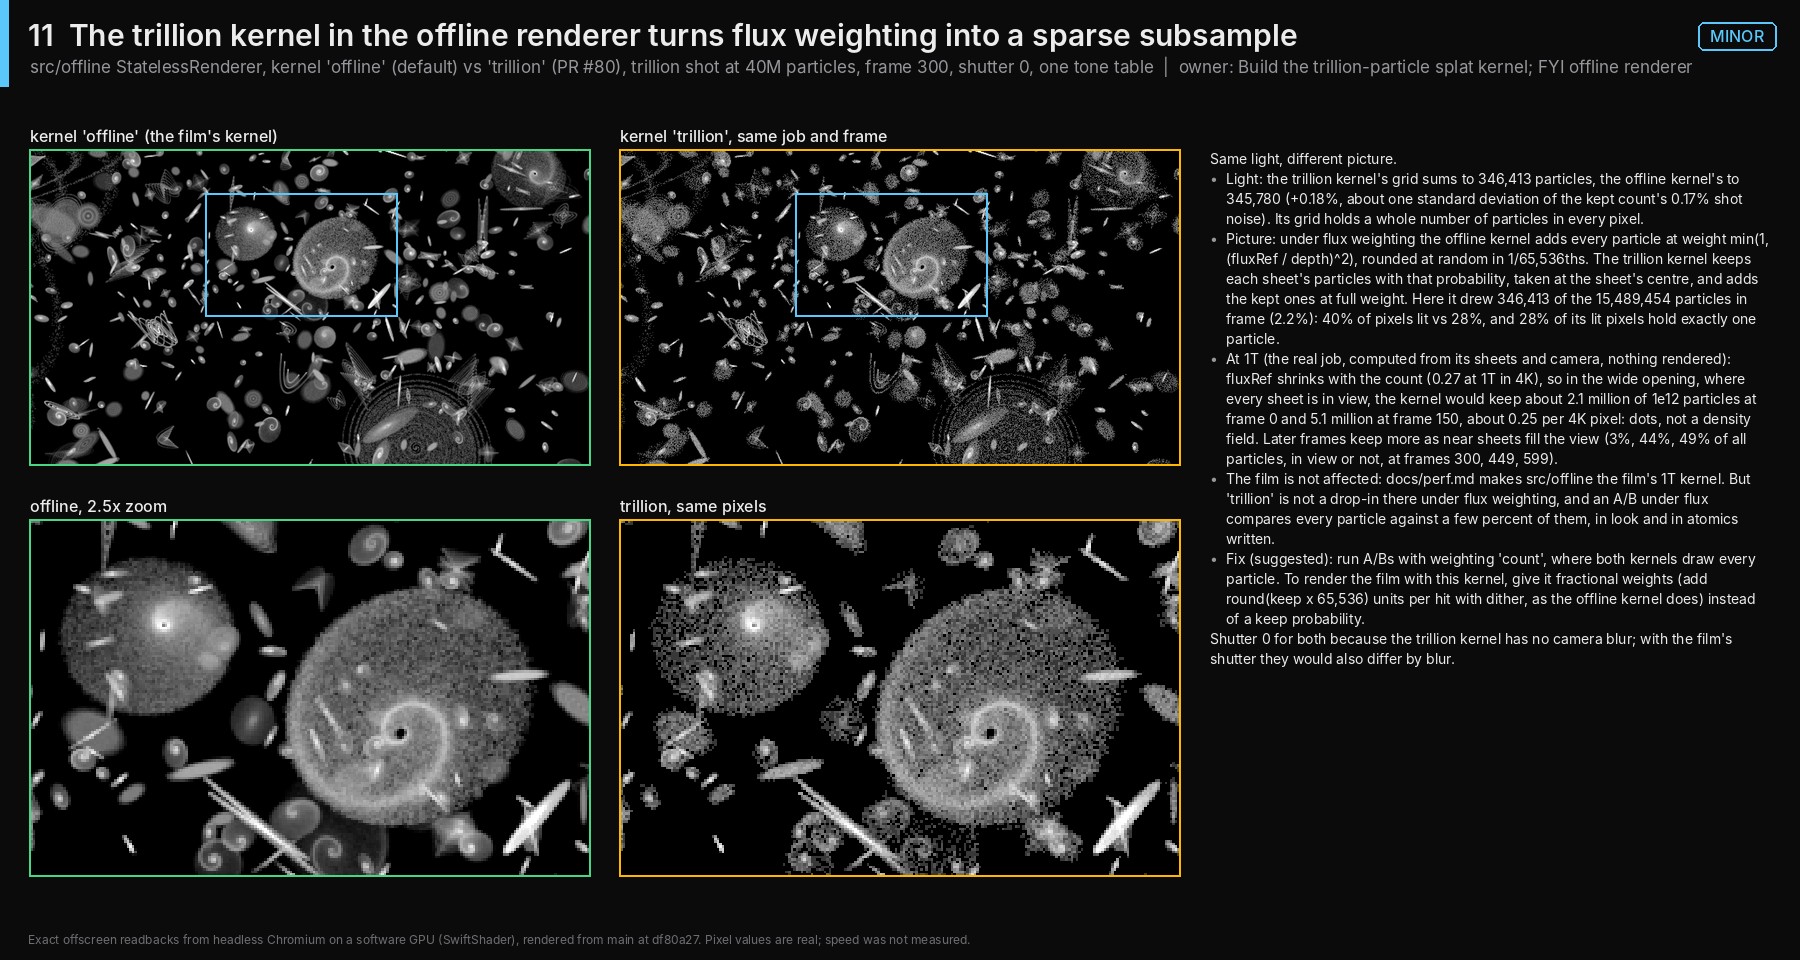 11 The trillion kernel in the offline renderer turns flux weighting into a sparse subsample
MINOR
src/offline StatelessRenderer, kernel 'offline' (default) vs 'trillion' (PR #80), trillion shot at 40M particles, frame 300, shutter 0, one tone table | owner: Build the trillion-particle splat kernel; FYI offline renderer
kernel 'offline' (the film's kernel)
kernel 'trillion', same job and frame
offline, 2.5x zoom
trillion, same pixels
Same light, different picture.
• Light: the trillion kernel's grid sums to 346,413 particles, the offline kernel's to
345,780 (+0.18%, about one standard deviation of the kept count's 0.17% shot
noise). Its grid holds a whole number of particles in every pixel.
• Picture: under flux weighting the offline kernel adds every particle at weight min(1,
(fluxRef / depth)^2), rounded at random in 1/65,536ths. The trillion kernel keeps
each sheet's particles with that probability, taken at the sheet's centre, and adds
the kept ones at full weight. Here it drew 346,413 of the 15,489,454 particles in
frame (2.2%): 40% of pixels lit vs 28%, and 28% of its lit pixels hold exactly one
particle.
• At 1T (the real job, computed from its sheets and camera, nothing rendered):
fluxRef shrinks with the count (0.27 at 1T in 4K), so in the wide opening, where
every sheet is in view, the kernel would keep about 2.1 million of 1e12 particles at
frame 0 and 5.1 million at frame 150, about 0.25 per 4K pixel: dots, not a density
field. Later frames keep more as near sheets fill the view (3%, 44%, 49% of all
particles, in view or not, at frames 300, 449, 599).
• The film is not affected: docs/perf.md makes src/offline the film's 1T kernel. But
'trillion' is not a drop-in there under flux weighting, and an A/B under flux
compares every particle against a few percent of them, in look and in atomics
written.
• Fix (suggested): run A/Bs with weighting 'count', where both kernels draw every
particle. To render the film with this kernel, give it fractional weights (add
round(keep x 65,536) units per hit with dither, as the offline kernel does) instead
of a keep probability.
Shutter 0 for both because the trillion kernel has no camera blur; with the film's
shutter they would also differ by blur.
Exact offscreen readbacks from headless Chromium on a software GPU (SwiftShader), rendered from main at df80a27. Pixel values are real; speed was not measured.